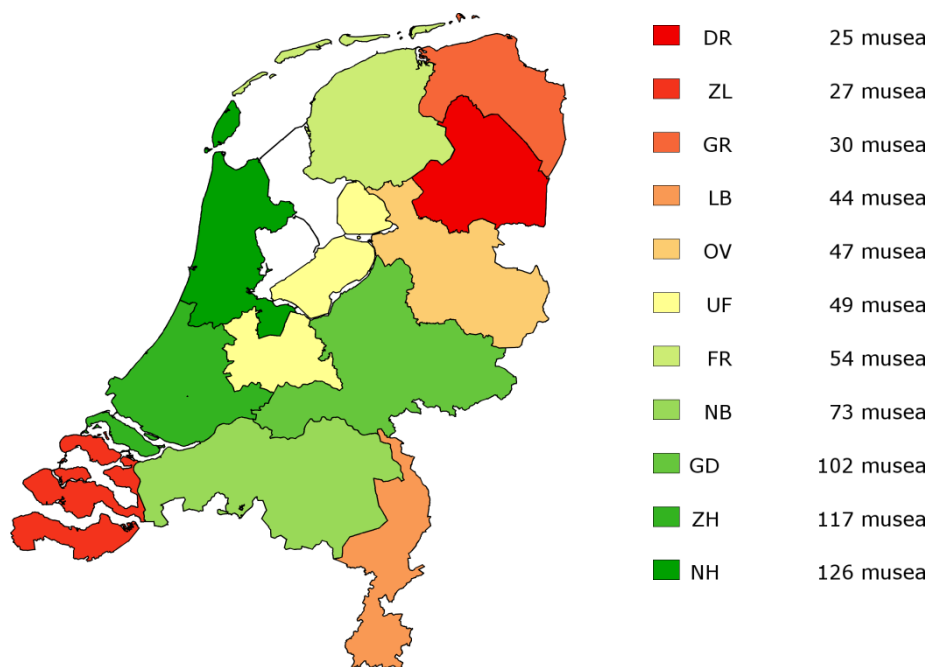 DR 25 musea
ZL 27 musea
GR 30 musea
LB 44 musea
OV 47 musea
UF 49 musea
FR 54 musea
NB 73 musea
GD 102 musea
ZH 117 musea
NH 126 musea